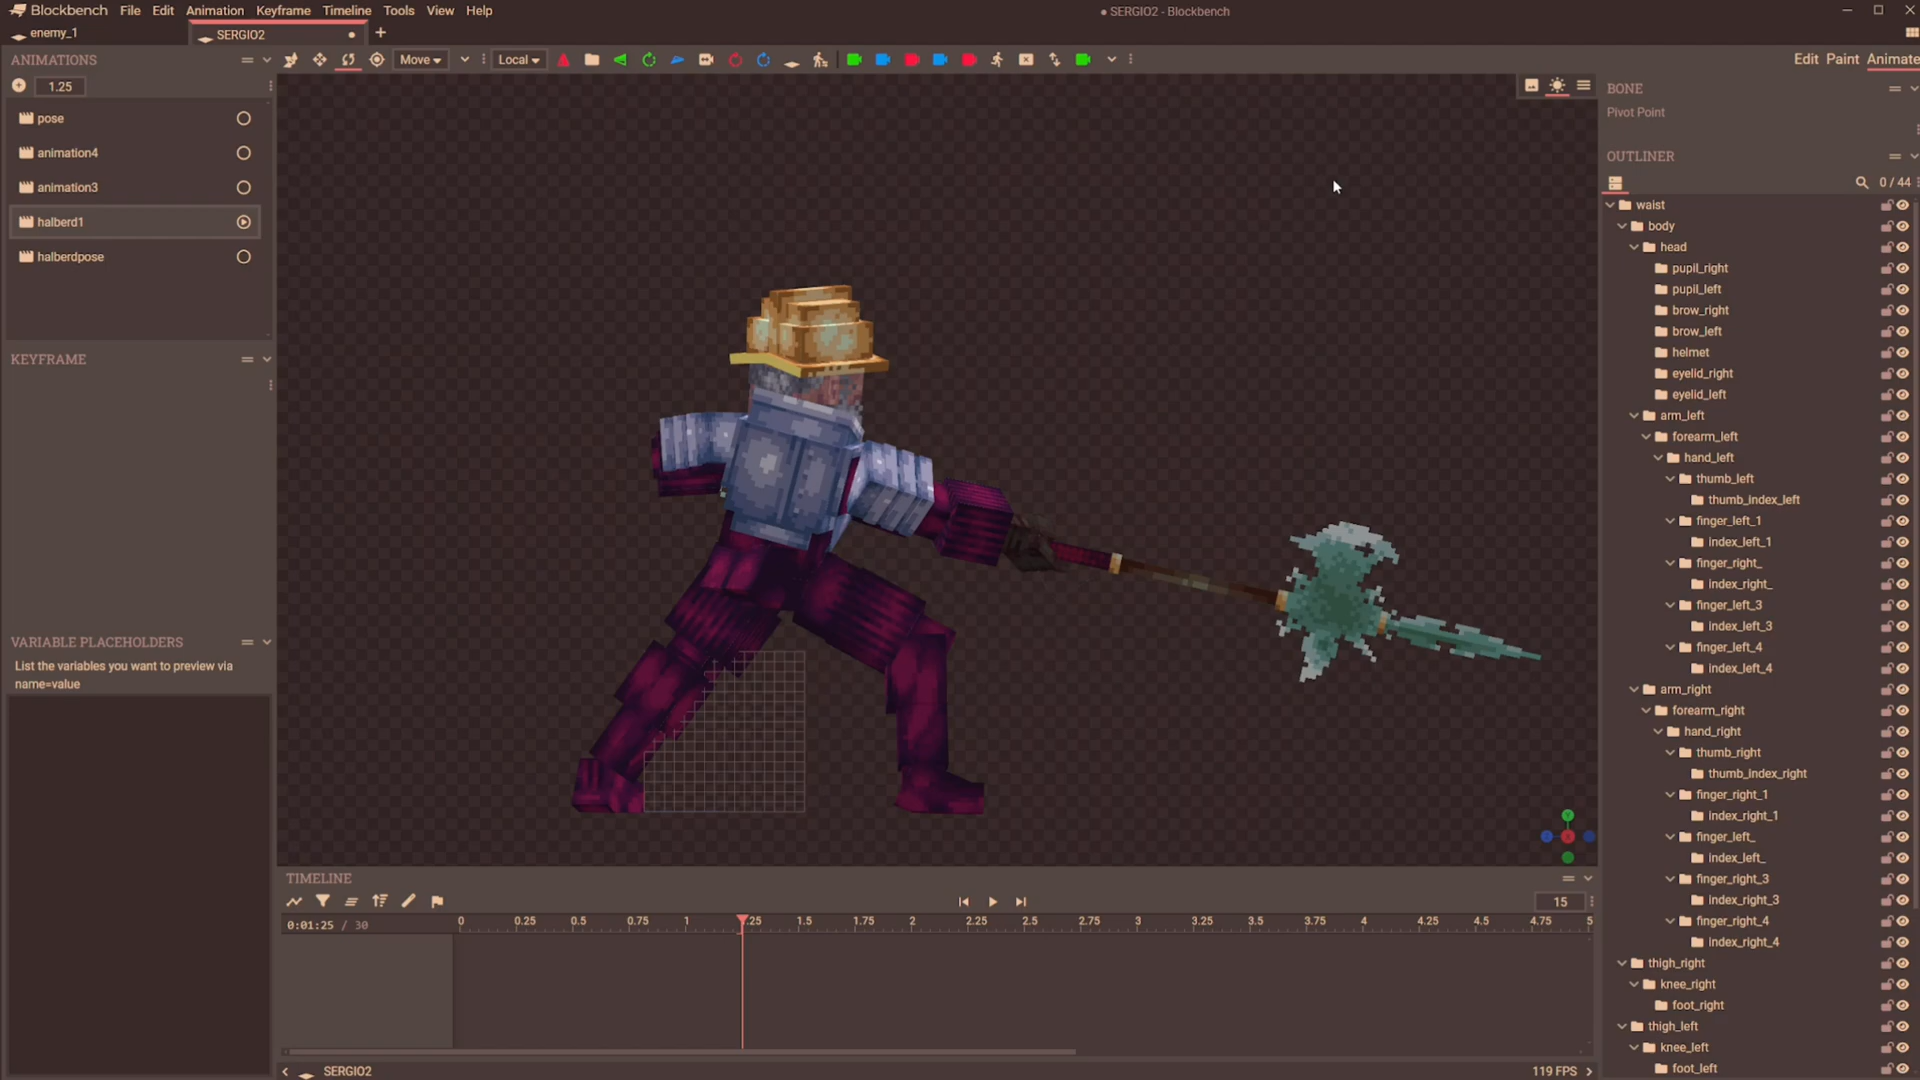 Blockbench File Edit Animation Keyframe Timeline Tools View Help
● SERGIO2 - Blockbench
enemy_1
SERGIO2
ANIMATIONS
1.25
pose
animation4
animation3
halberd1
halberdpose
KEYFRAME
VARIABLE PLACEHOLDERS
List the variables you want to preview via
name=value
Move
Local
Edit Paint Animate
BONE
Pivot Point
OUTLINER
0 / 44
waist
body
head
pupil_right
pupil_left
brow_right
brow_left
helmet
eyelid_right
eyelid_left
arm_left
forearm_left
hand_left
thumb_left
thumb_index_left
finger_left_1
index_left_1
finger_right_
index_right_
finger_left_3
index_left_3
finger_left_4
index_left_4
arm_right
forearm_right
hand_right
thumb_right
thumb_index_right
finger_right_1
index_right_1
finger_left_
index_left_
finger_right_3
index_right_3
finger_right_4
index_right_4
thigh_right
knee_right
foot_right
thigh_left
knee_left
foot_left
TIMELINE
15
0:01:25 / 30
0 0.25 0.5 0.75 1 .25 1.5 1.75 2 2.25 2.5 2.75 3 3.25 3.5 3.75 4 4.25 4.5 4.75 5
SERGIO2
119 FPS